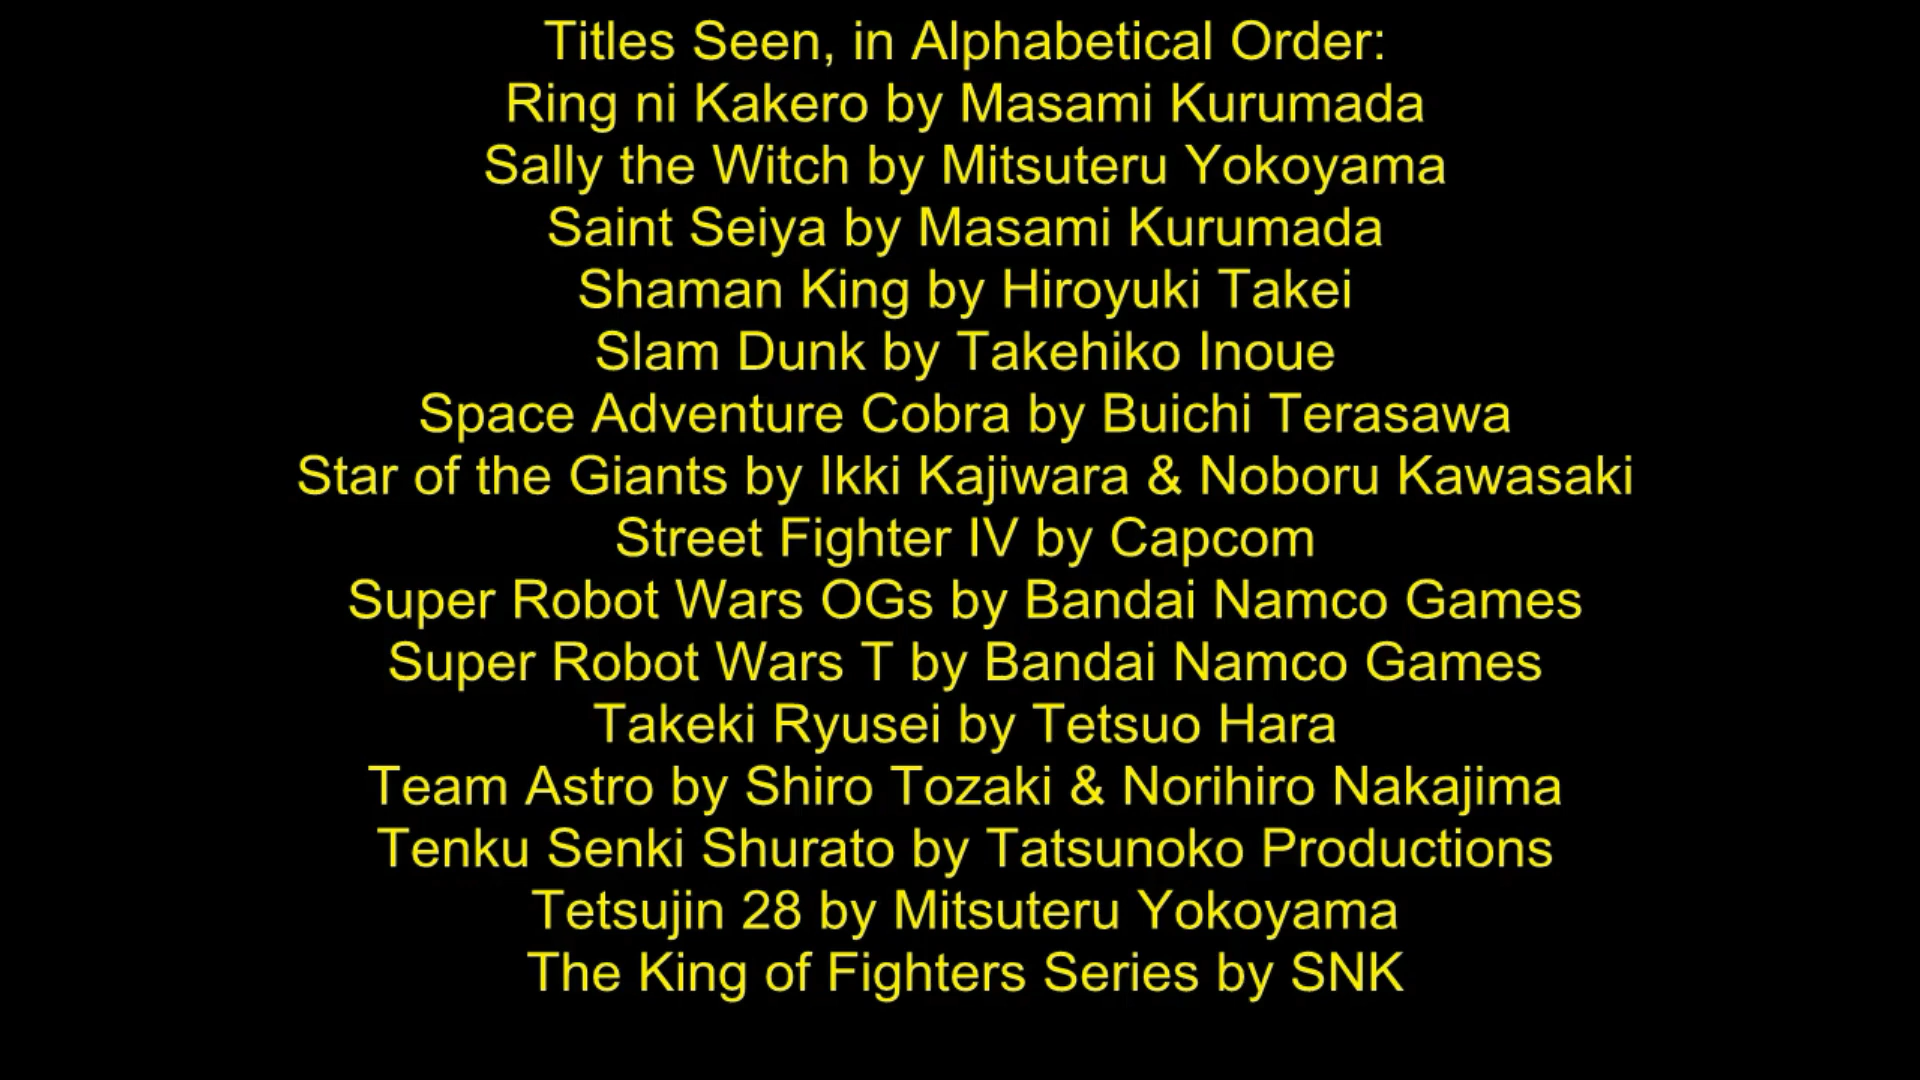 Titles Seen, in Alphabetical Order:
Ring ni Kakero by Masami Kurumada
Sally the Witch by Mitsuteru Yokoyama
Saint Seiya by Masami Kurumada
Shaman King by Hiroyuki Takei
Slam Dunk by Takehiko Inoue
Space Adventure Cobra by Buichi Terasawa
Star of the Giants by Ikki Kajiwara & Noboru Kawasaki
Street Fighter IV by Capcom
Super Robot Wars OGs by Bandai Namco Games
Super Robot Wars T by Bandai Namco Games
Takeki Ryusei by Tetsuo Hara
Team Astro by Shiro Tozaki & Norihiro Nakajima
Tenku Senki Shurato by Tatsunoko Productions
Tetsujin 28 by Mitsuteru Yokoyama
The King of Fighters Series by SNK